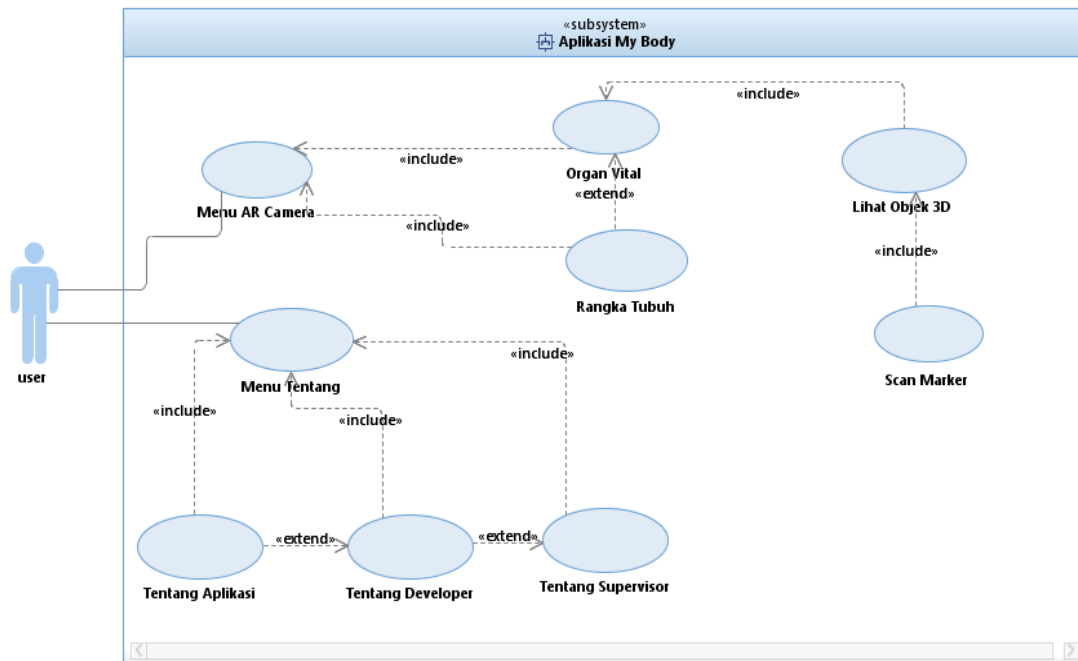 «subsystem»
Aplikasi My Body
«include»
«include»
Organ Vital
«extend»
Menu AR Camera
Lihat Objek 3D
«include»
«include»
Rangka Tubuh
user
«include»
Menu Tentang
Scan Marker
«include»
«include»
«extend»
«extend»
Tentang Aplikasi
Tentang Developer
Tentang Supervisor